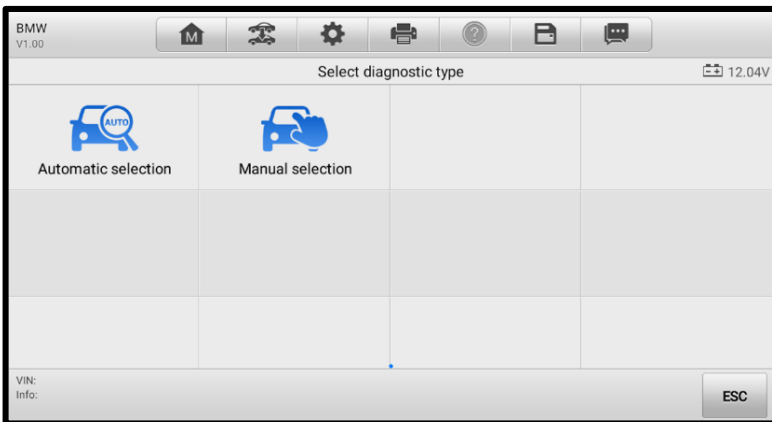 BMW
V1.00
M
?
Select diagnostic type
12.04V
AUTO
Automatic selection
Manual selection
VIN:
Info:
ESC